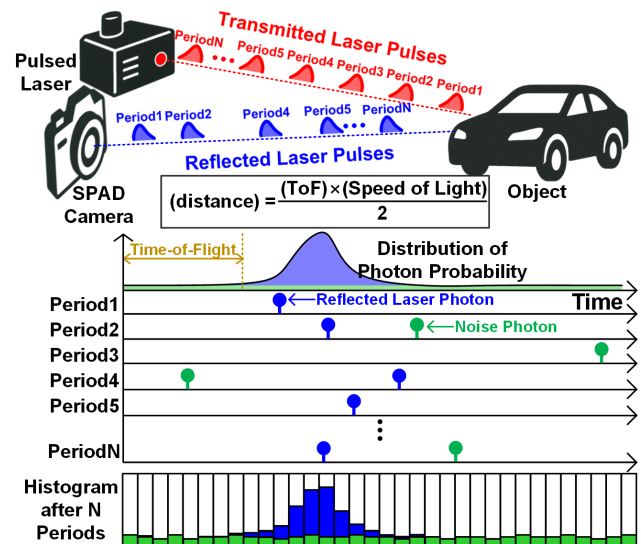 Transmitted Laser Pulses
Pulsed
Laser
PeriodN
Period5
Period4
Period3
Period2
Period1
Period1
Period2
Period4
Period5
PeriodN
Reflected Laser Pulses
SPAD
Camera
Object
(distance) = (ToF)×(Speed of Light)
2
Time-of-Flight
Distribution of
Photon Probability
Time
Period1
Reflected Laser Photon
Period2
Noise Photon
Period3
Period4
Period5
PeriodN
Histogram
after N
Periods